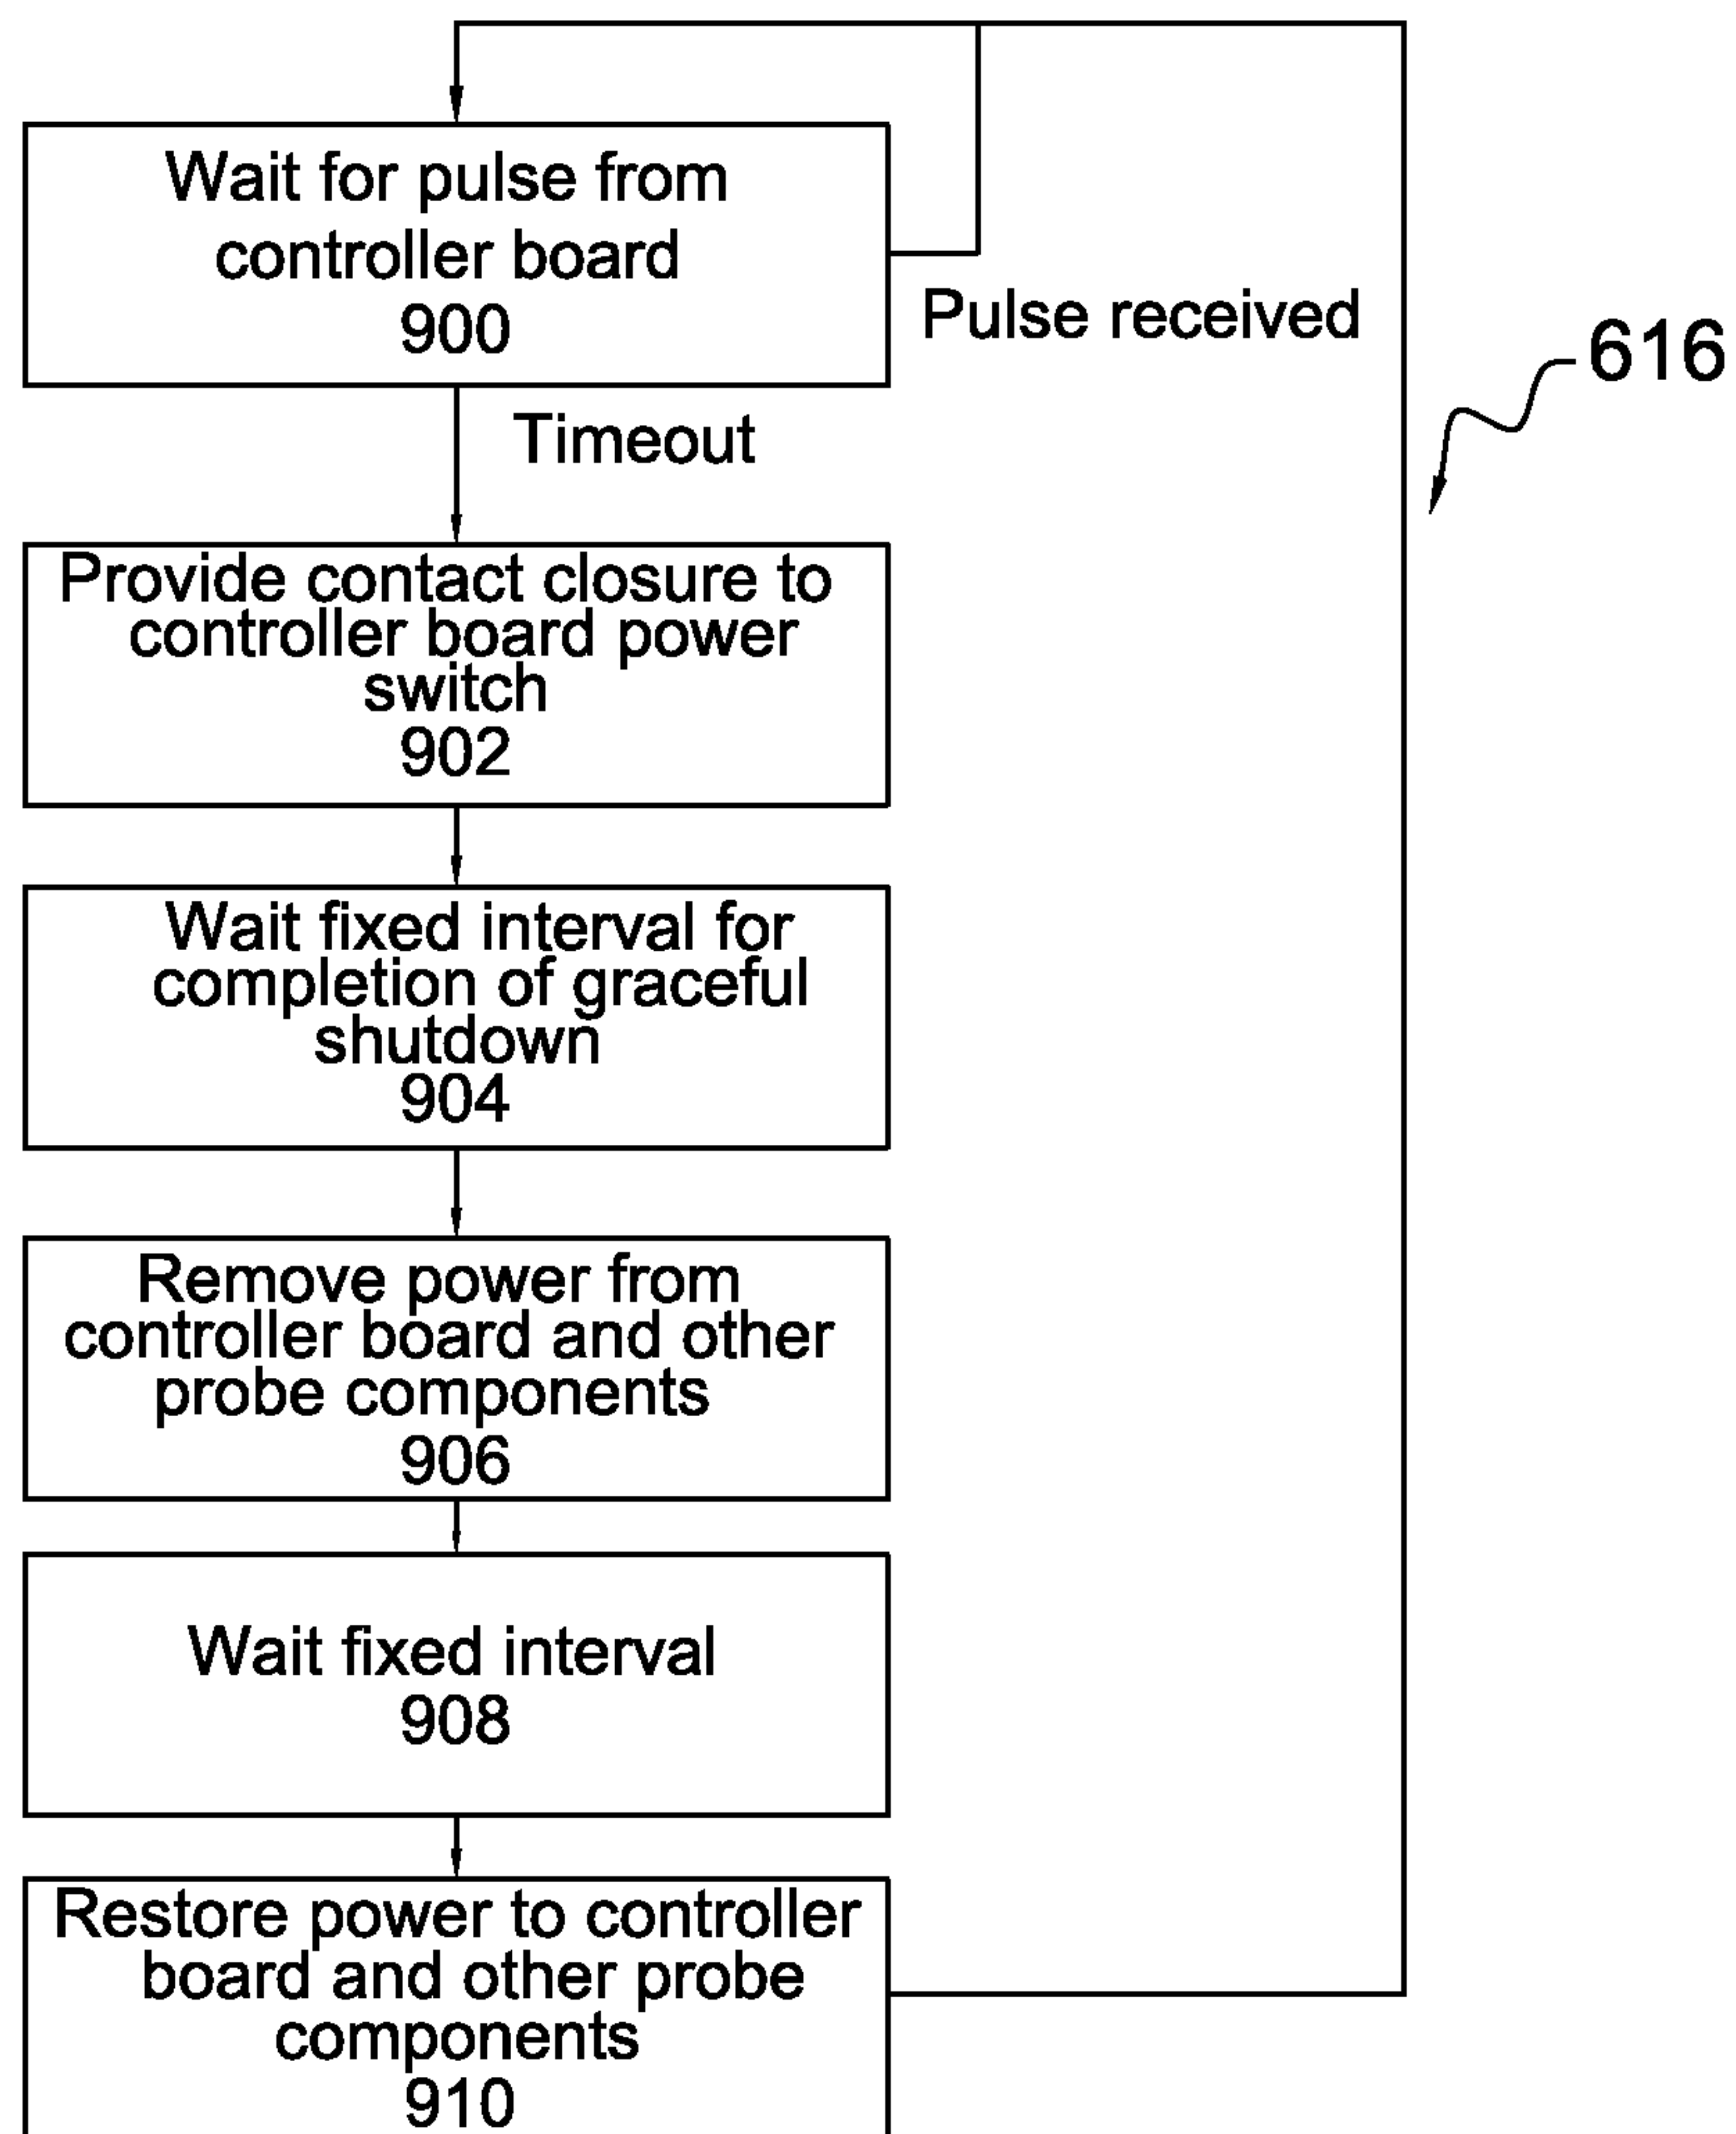 Wait for pulse from
controller board
900
Pulse received
616
Timeout
Provide contact closure to
controller board power
switch
902
Wait fixed interval for
completion of graceful
shutdown
904
Remove power from
controller board and other
probe components
906
Wait fixed interval
908
Restore power to controller
board and other probe
components
910